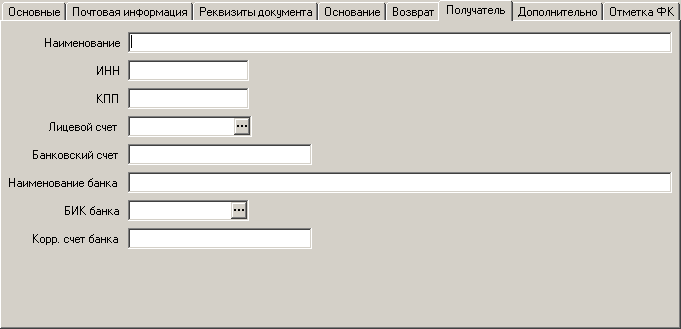 Основные Почтовая информация Реквизиты документа Основание Возврат Получатель Дополнительно Отметка ФК
Наименование
ИНН
КПП
Лицевой счет ...
Банковский счет
Наименование банка
БИК банка ...
Корр. счет банка